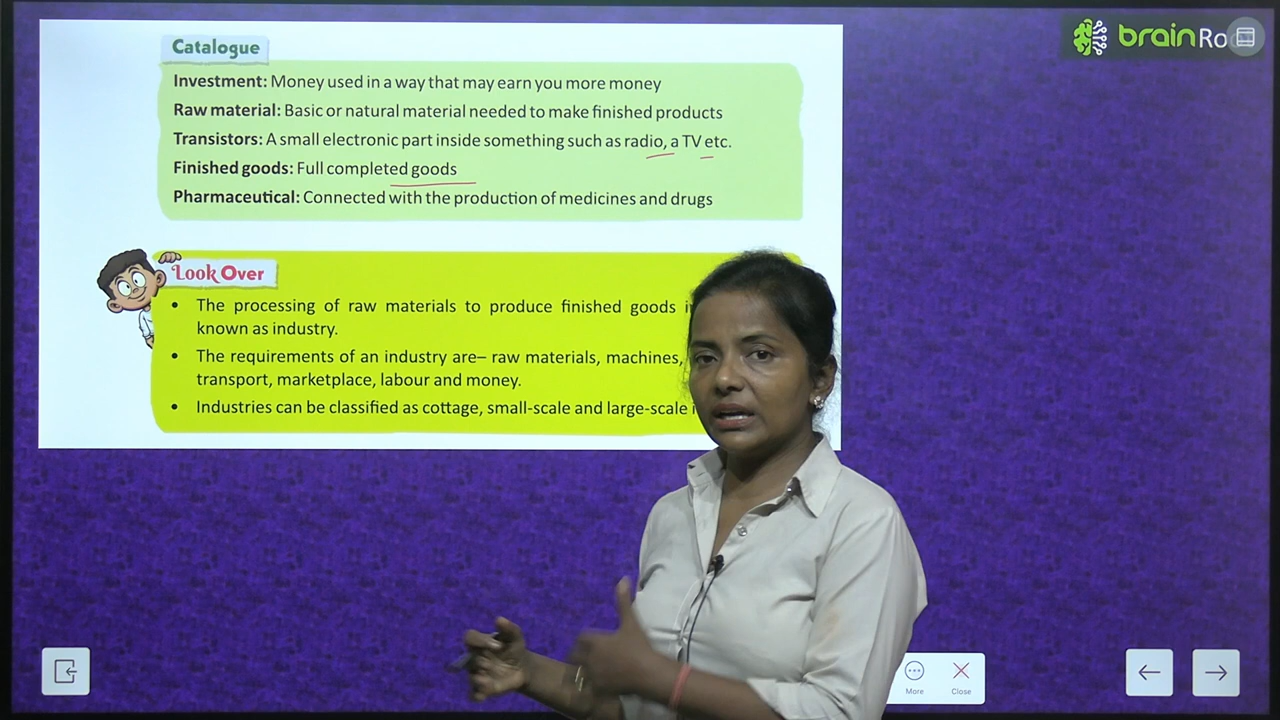 Catalogue
Investment: Money used in a way that may earn you more money
Raw material: Basic or natural material needed to make finished products
Transistors: A small electronic part inside something such as radio, a TV etc.
Finished goods: Full completed goods
Pharmaceutical: Connected with the production of medicines and drugs
Look Over
• The processing of raw materials to produce finished goods
known as industry.
• The requirements of an industry are– raw materials, machines,
transport, marketplace, labour and money.
• Industries can be classified as cottage, small-scale and large-scale
brain
More
Close